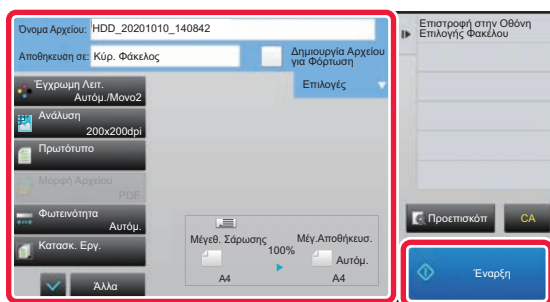 Όνομα Αρχείου: HDD_20201010_140842
Αποθηκευση σε: Κύρ. Φάκελος
Δημιουργία Αρχείου
για Φόρτωση
Επιλογές
Έγχρωμη Λειτ.
Αυτόμ./Mono2
Ανάλυση
200x200dpi
Πρωτότυπο
Μορφή Αρχείου
PDF
Φωτεινότητα
Αυτόμ.
Κατασκ. Εργ.
Άλλα
Μέγεθ. Σάρωσης
100%
Μέγ.Αποθήκευσ.
Αυτόμ.
A4
A4
Επιστροφή στην Οθόνη
Επιλογής Φακέλου
Προεπισκόπ
CA
Έναρξη